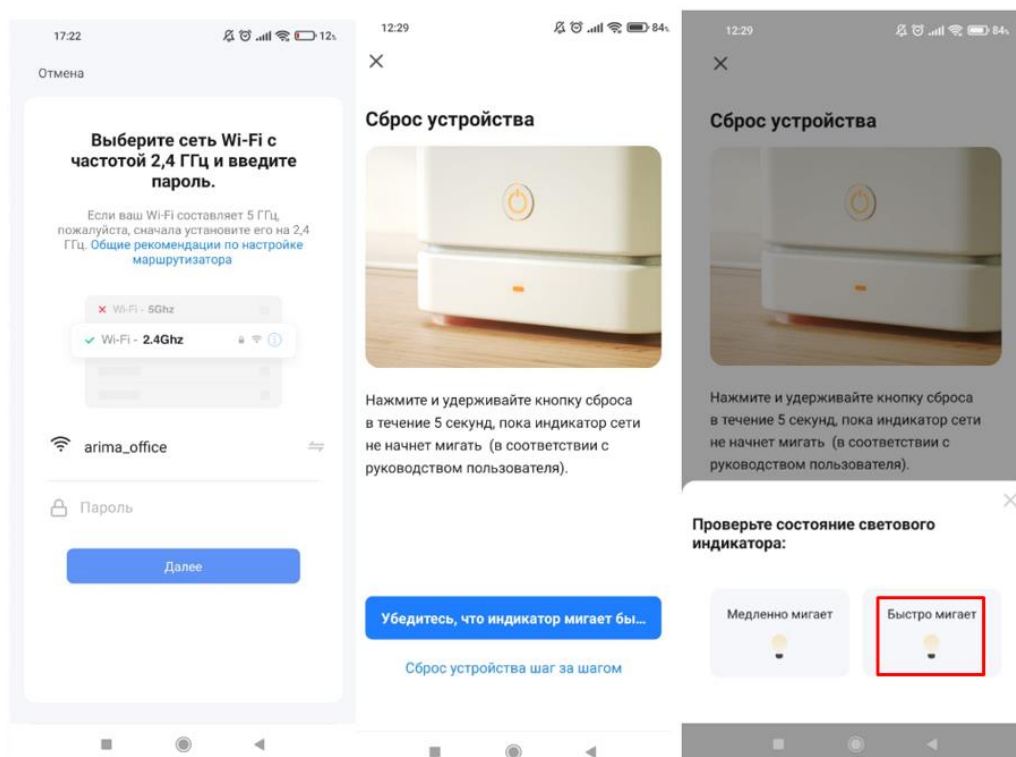 17:22
12%
Отмена
Выберите сеть Wi-Fi с
частотой 2,4 ГГц и введите
пароль.
Если ваш Wi-Fi составляет 5 ГГц,
пожалуйста, сначала установите его на 2,4
ГГц. Общие рекомендации по настройке
маршрутизатора
Wi-Fi - 5Ghz
Wi-Fi - 2.4Ghz
arima_office
Пароль
Далее
12:29
84%
Сброс устройства
Нажмите и удерживайте кнопку сброса
в течение 5 секунд, пока индикатор сети
не начнет мигать (в соответствии с
руководством пользователя).
Убедитесь, что индикатор мигает бы...
Сброс устройства шаг за шагом
12:29
84%
Сброс устройства
Нажмите и удерживайте кнопку сброса
в течение 5 секунд, пока индикатор сети
не начнет мигать (в соответствии с
руководством пользователя).
Проверьте состояние светового
индикатора:
Медленно мигает
Быстро мигает